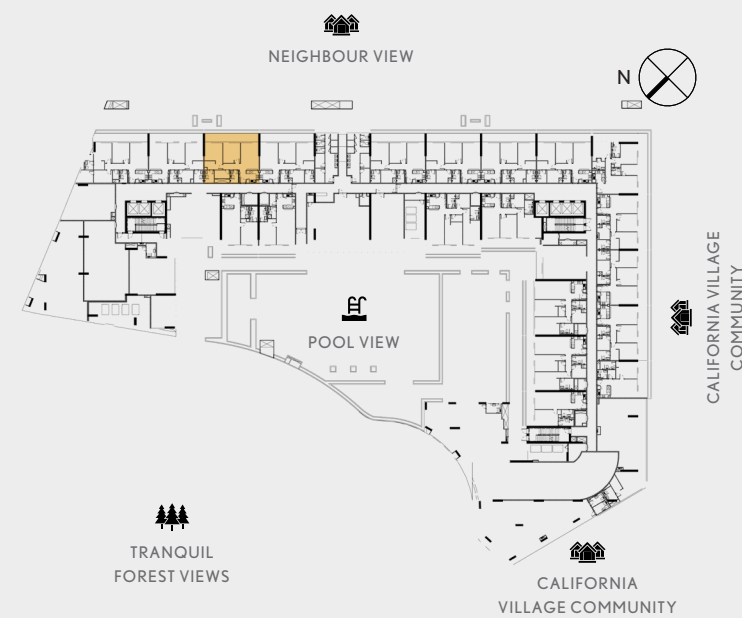 NEIGHBOUR VIEW
N
CALIFORNIA VILLAGE
COMMUNITY
POOL VIEW
TRANQUIL
FOREST VIEWS
CALIFORNIA
VILLAGE COMMUNITY